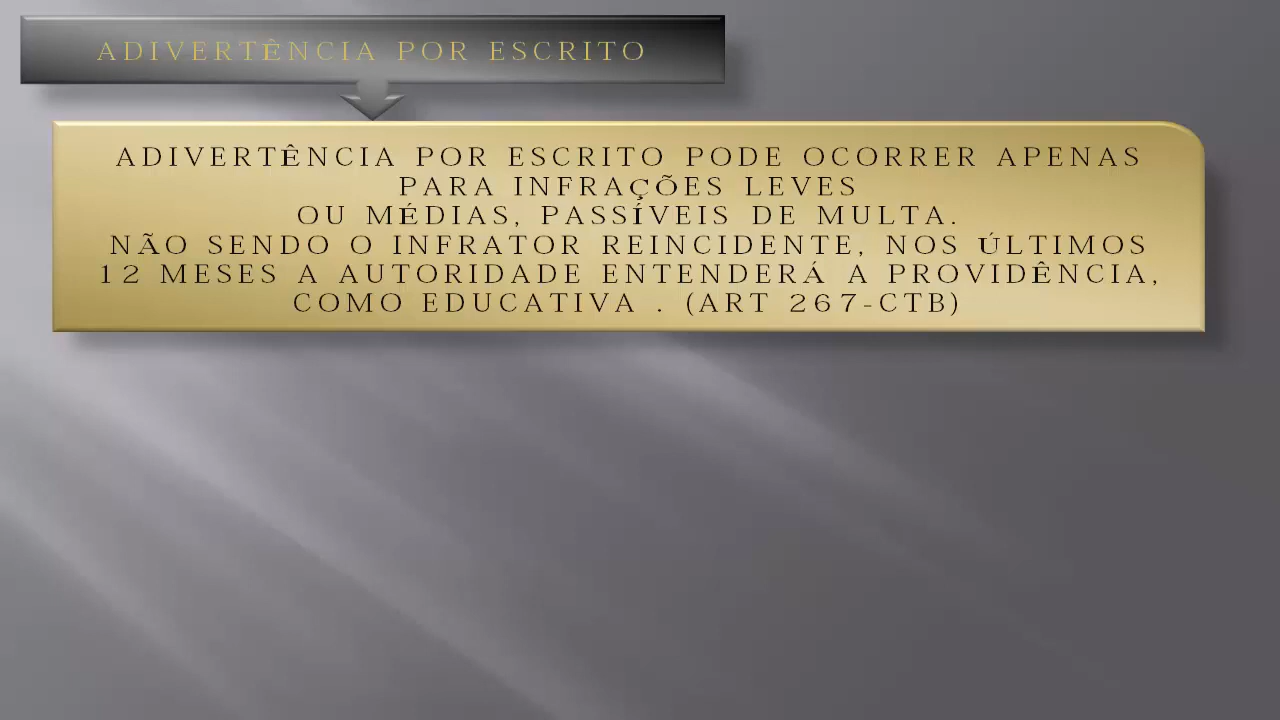 ADIVERTÊNCIA POR ESCRITO
ADIVERTÊNCIA POR ESCRITO PODE OCORRER APENAS
PARA INFRAÇÕES LEVES
OU MÉDIAS, PASSÍVEIS DE MULTA.
NÃO SENDO O INFRATOR REINCIDENTE, NOS ÚLTIMOS
12 MESES A AUTORIDADE ENTENDERÁ A PROVIDÊNCIA,
COMO EDUCATIVA . (ART 267-CTB)